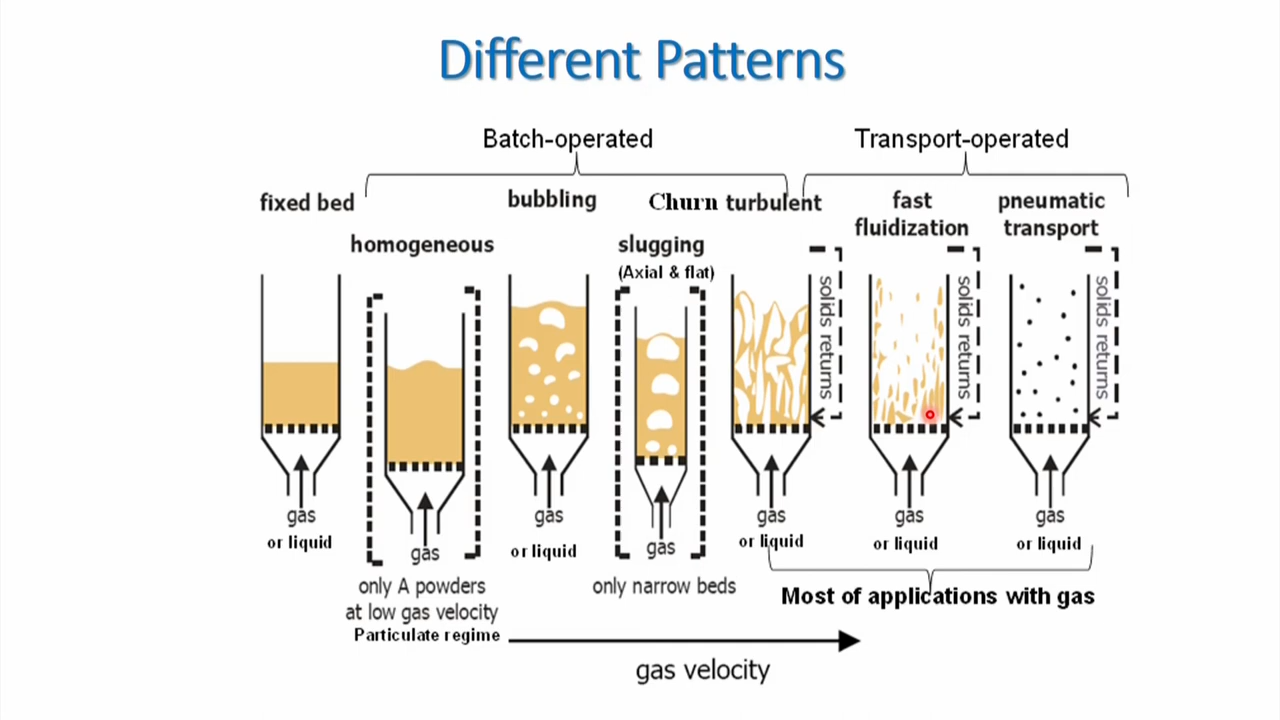 Different Patterns
Batch-operated
Transport-operated
fixed bed
homogeneous
bubbling
slugging
(Axial & flat)
Churn turbulent
fast
fluidization
pneumatic
transport
solids returns
solids returns
solids returns
gas
or liquid
gas
only A powders
at low gas velocity
Particulate regime
gas
or liquid
gas
only narrow beds
gas
or liquid
gas
or liquid
gas
or liquid
Most of applications with gas
gas velocity